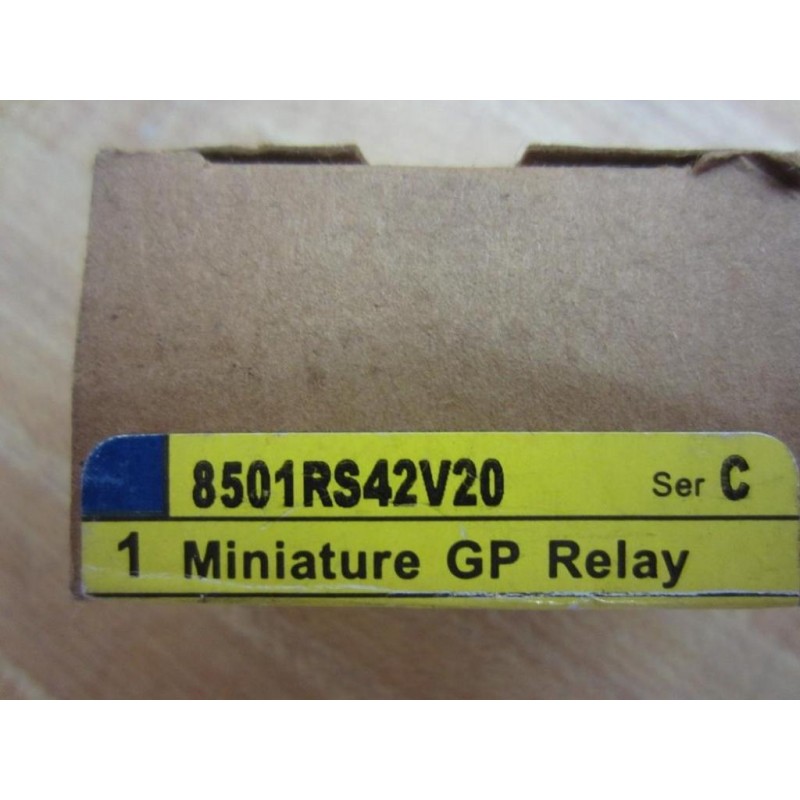 8501RS42V20 Ser C
1 Miniature GP Relay